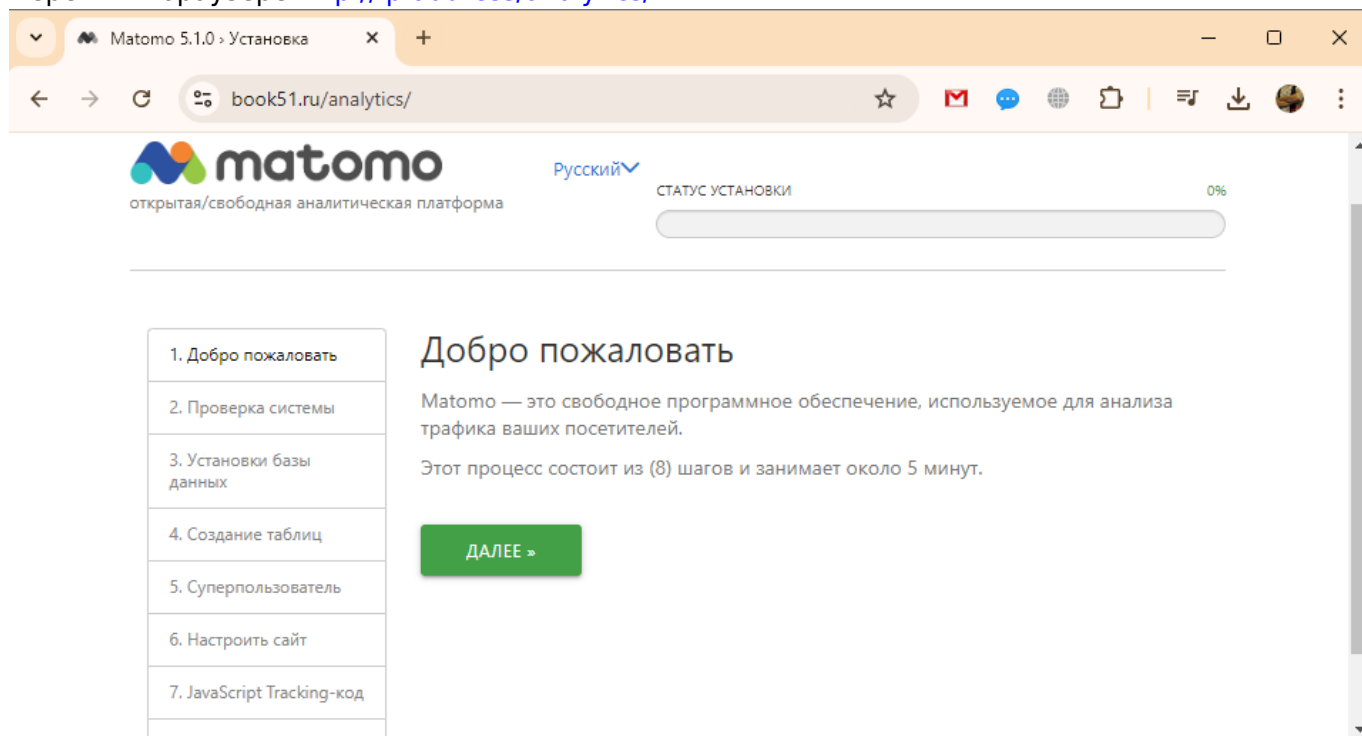 Matomo 5.1.0 › Установка
book51.ru/analytics/
matomo
Русский
открытая/свободная аналитическая платформа
СТАТУС УСТАНОВКИ
0%
1. Добро пожаловать
2. Проверка системы
3. Установки базы
данных
4. Создание таблиц
5. Суперпользователь
6. Настроить сайт
7. JavaScript Tracking-код
Добро пожаловать
Matomo — это свободное программное обеспечение, используемое для анализа
трафика ваших посетителей.
Этот процесс состоит из (8) шагов и занимает около 5 минут.
ДАЛЕЕ »